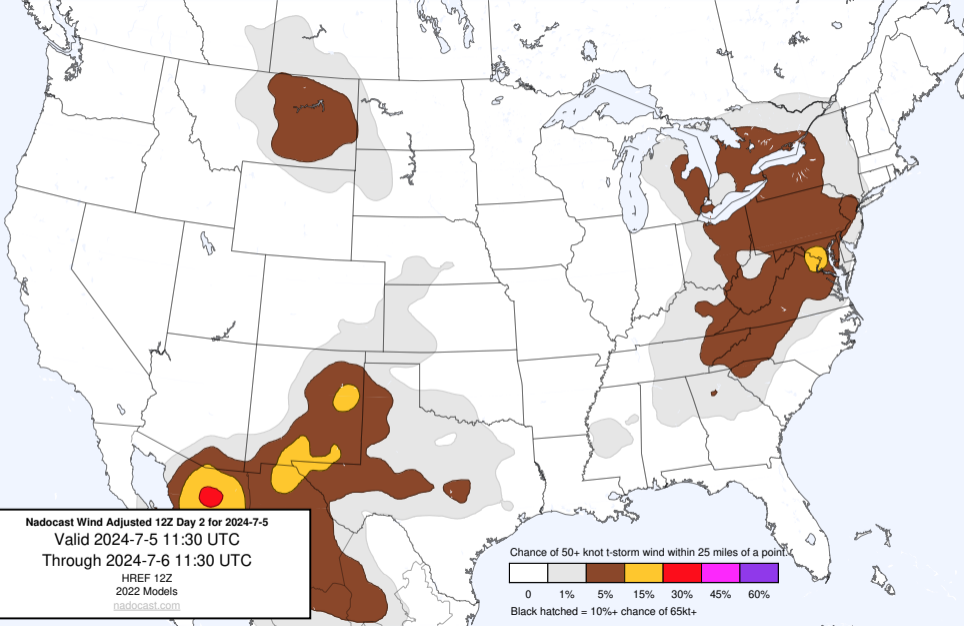 Nadocast Wind Adjusted 12Z Day 2 for 2024-7-5
Valid 2024-7-5 11:30 UTC
Through 2024-7-6 11:30 UTC
HREF 12Z
2022 Models
nadocast.com
Chance of 50+ knot t-storm wind within 25 miles of a point.
0 1% 5% 15% 30% 45% 60%
Black hatched = 10%+ chance of 65kt+